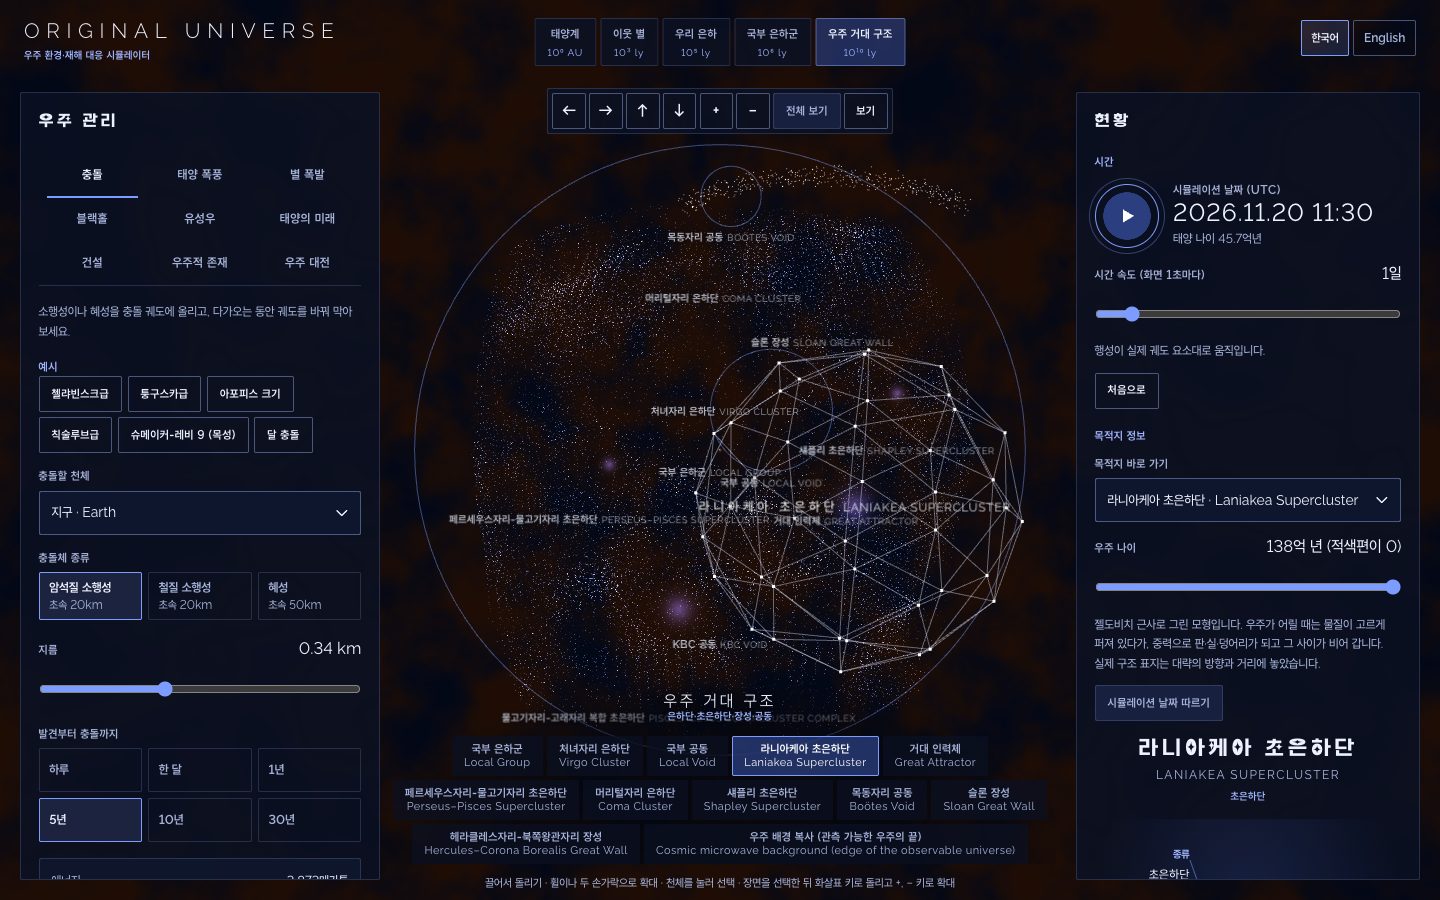 ORIGINAL UNIVERSE
우주 환경·재해 대응 시뮬레이터
태양계
10⁰ AU
이웃 별
10³ ly
우리 은하
10⁵ ly
국부 은하군
10⁶ ly
우주 거대 구조
10¹⁰ ly
한국어
English
← → ↑ ↓ + − 전체 보기 보기
우주 관리
충돌 태양 폭풍 별 폭발
블랙홀 유성우 태양의 미래
건설 우주적 존재 우주 대전
소행성이나 혜성을 충돌 궤도에 올리고, 다가오는 동안 궤도를 바꿔 막아
보세요.
예시
첼랴빈스크급 퉁구스카급 아포피스 크기
칙술루브급 슈메이커-레비 9 (목성) 달 충돌
충돌할 천체
지구 · Earth
충돌체 종류
암석질 소행성
초속 20km
철질 소행성
초속 20km
혜성
초속 50km
지름 0.34 km
발견부터 충돌까지
하루 한 달 1년
5년 10년 30년
목동자리 공동 BOÖTES VOID
머리털자리 은하단 COMA CLUSTER
슬론 장성 SLOAN GREAT WALL
처녀자리 은하단 VIRGO CLUSTER
섀플리 초은하단 SHAPLEY SUPERCLUSTER
국부 은하군 LOCAL GROUP
국부 공동 LOCAL VOID
라니아케아 초은하단 LANIAKEA SUPERCLUSTER
페르세우스자리-물고기자리 초은하단 PERSEUS-PISCES SUPERCLUSTER
거대 인력체 GREAT ATTRACTOR
KBC 공동 KBC VOID
우주 거대 구조
은하단·초은하단·장성·공동
물고기자리-고래자리 복합 초은하단
국부 은하군
Local Group
처녀자리 은하단
Virgo Cluster
국부 공동
Local Void
라니아케아 초은하단
Laniakea Supercluster
거대 인력체
Great Attractor
페르세우스자리-물고기자리 초은하단
Perseus–Pisces Supercluster
머리털자리 은하단
Coma Cluster
섀플리 초은하단
Shapley Supercluster
목동자리 공동
Boötes Void
슬론 장성
Sloan Great Wall
헤라클레스자리-북쪽왕관자리 장성
Hercules–Corona Borealis Great Wall
우주 배경 복사 (관측 가능한 우주의 끝)
Cosmic microwave background (edge of the observable universe)
끌어서 돌리기 · 휠이나 두 손가락으로 확대 · 천체를 눌러 선택 · 장면을 선택한 뒤 화살표 키로 돌리고 +, − 키로 확대
현황
시간
시뮬레이션 날짜 (UTC)
2026.11.20 11:30
태양 나이 45.7억년
시간 속도 (화면 1초마다) 1일
행성이 실제 궤도 요소대로 움직입니다.
처음으로
목적지 정보
목적지 바로 가기
라니아케아 초은하단 · Laniakea Supercluster
우주 나이 138억 년 (적색편이 0)
젤도비치 근사로 그린 모형입니다. 우주가 어릴 때는 물질이 고르게
퍼져 있다가, 중력으로 판·실·덩어리가 되고 그 사이가 비어 갑니다.
실제 구조 표지는 대략의 방향과 거리에 놓았습니다.
시뮬레이션 날짜 따르기
라니아케아 초은하단
LANIAKEA SUPERCLUSTER
초은하단
종류
초은하단